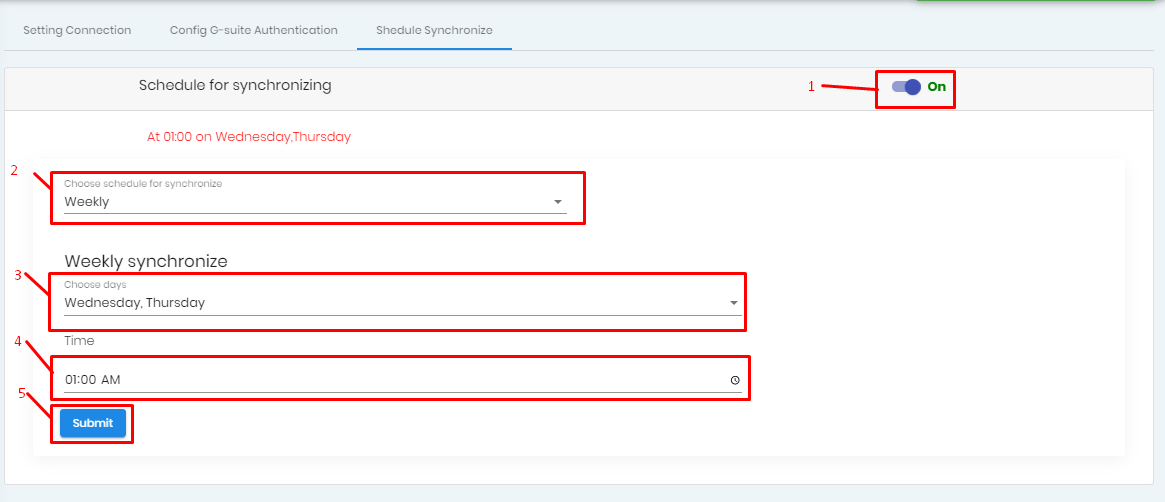 Setting Connection Config G-suite Authentication Shedule Synchronize
Schedule for synchronizing
1
On
At 01:00 on Wednesday,Thursday
2
Choose schedule for synchronize
Weekly
Weekly synchronize
3
Choose days
Wednesday, Thursday
Time
4
01:00 AM
5
Submit